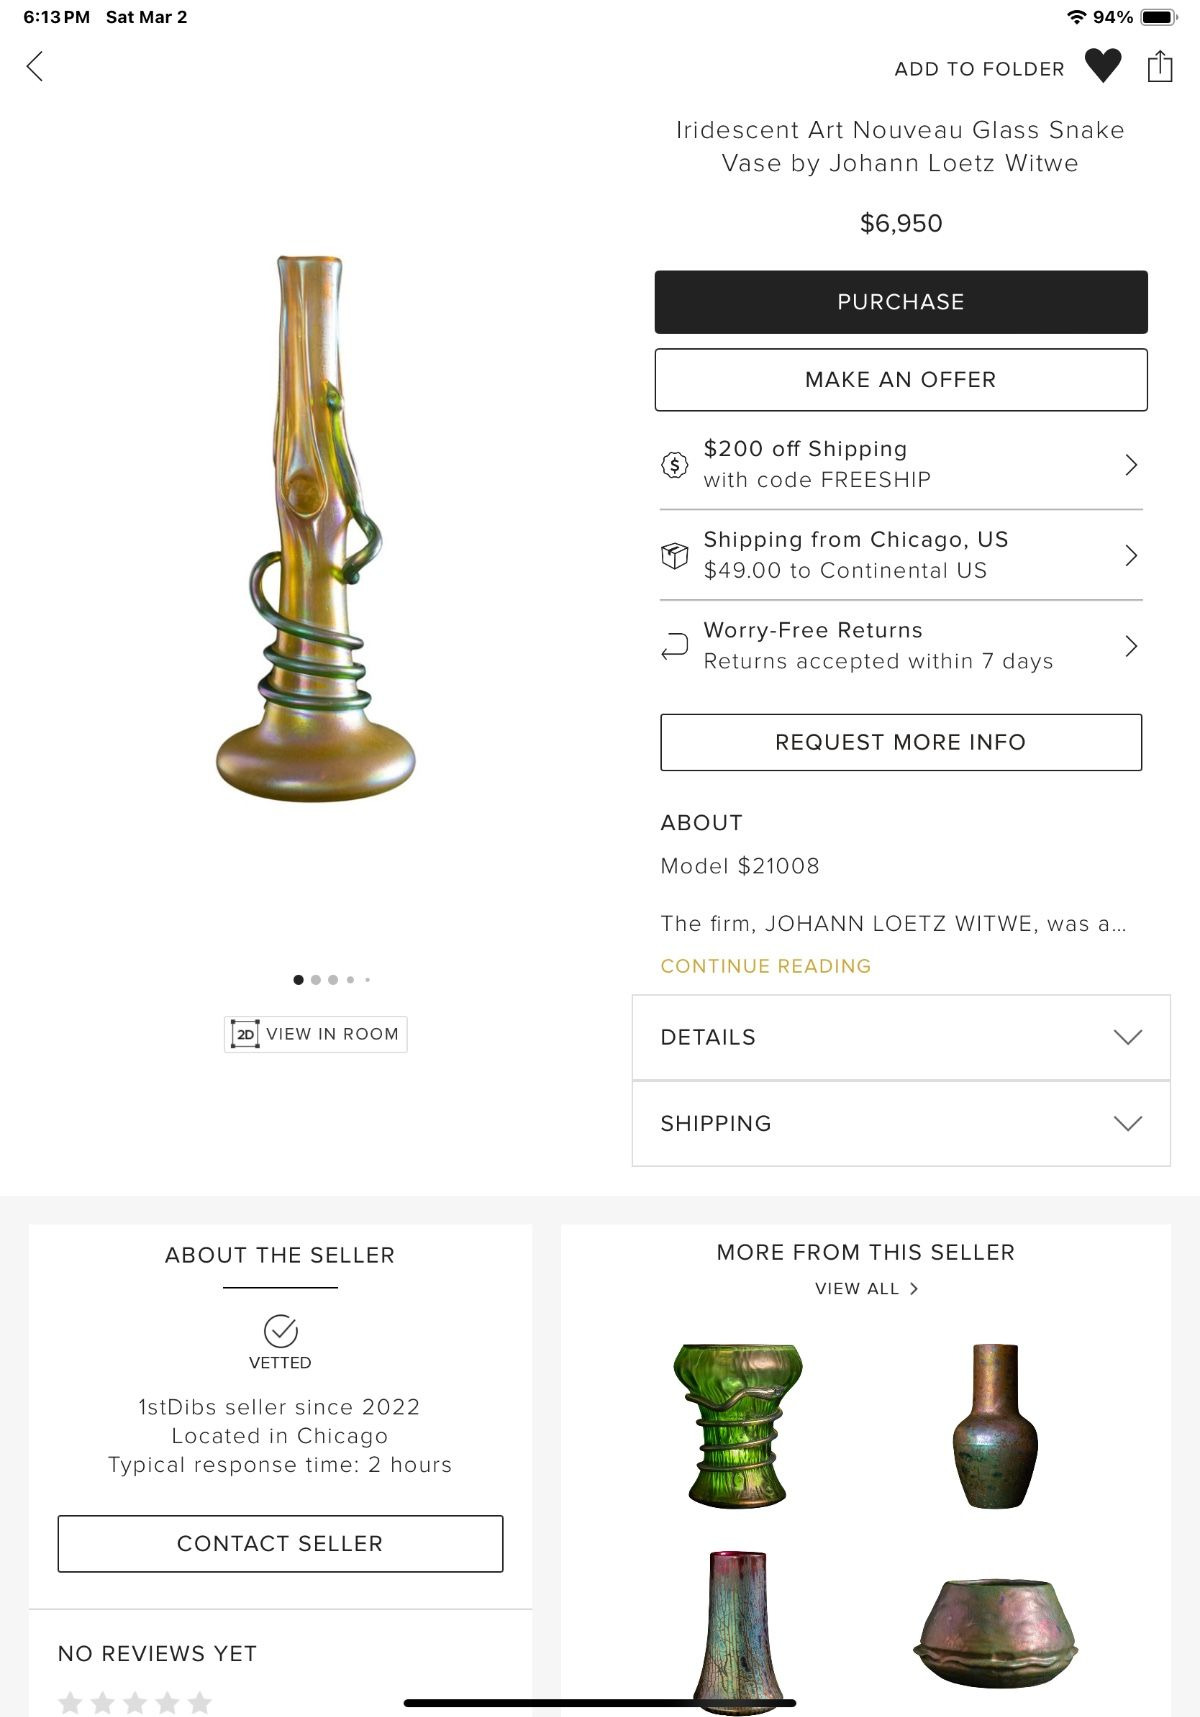 6:13 PM Sat Mar 2
94%
ADD TO FOLDER
Iridescent Art Nouveau Glass Snake
Vase by Johann Loetz Witwe
$6,950
PURCHASE
MAKE AN OFFER
$200 off Shipping
with code FREESHIP
Shipping from Chicago, US
$49.00 to Continental US
Worry-Free Returns
Returns accepted within 7 days
REQUEST MORE INFO
ABOUT
Model $21008
The firm, JOHANN LOETZ WITWE, was a...
CONTINUE READING
2D VIEW IN ROOM
DETAILS
SHIPPING
ABOUT THE SELLER
VETTED
1stDibs seller since 2022
Located in Chicago
Typical response time: 2 hours
CONTACT SELLER
NO REVIEWS YET
MORE FROM THIS SELLER
VIEW ALL >